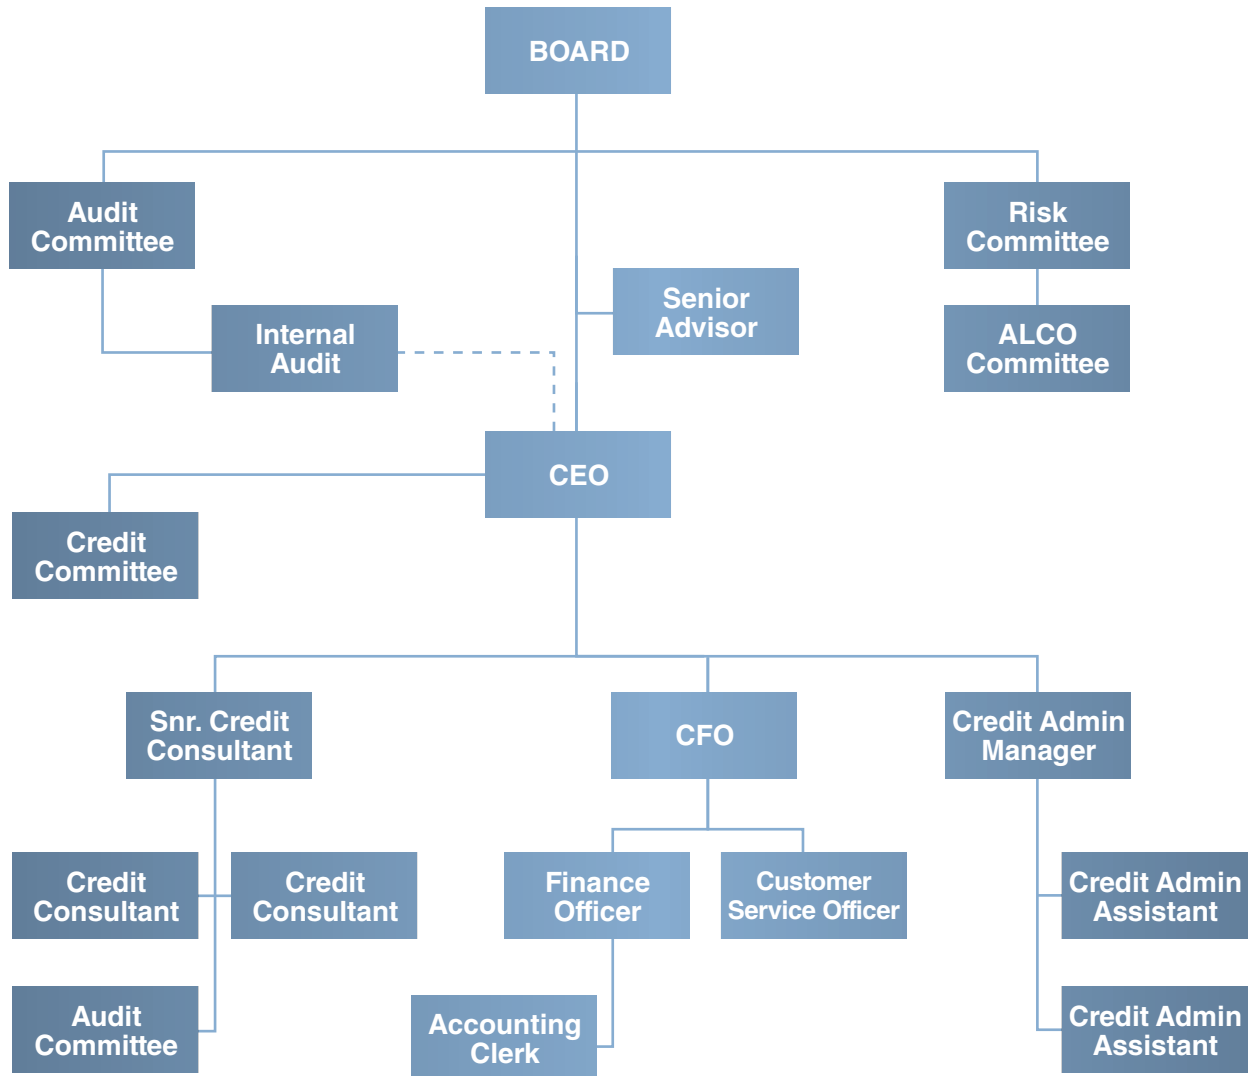 BOARD
Audit
Committee
Risk
Committee
Senior
Advisor
Internal
Audit
ALCO
Committee
CEO
Credit
Committee
Snr. Credit
Consultant
CFO
Credit Admin
Manager
Credit
Consultant
Credit
Consultant
Finance
Officer
Customer
Service Officer
Credit Admin
Assistant
Audit
Committee
Accounting
Clerk
Credit Admin
Assistant